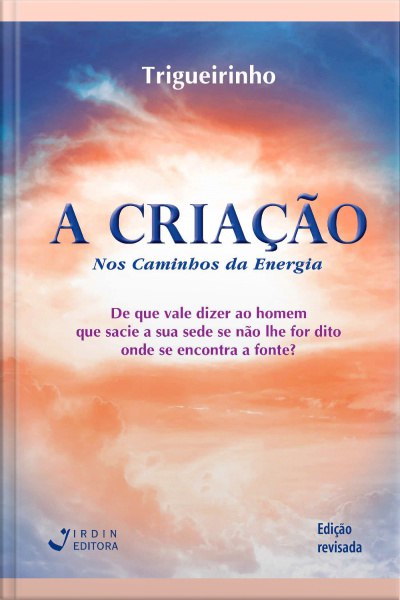 Trigueirinho
A CRIAÇÃO
Nos Caminhos da Energia
De que vale dizer ao homem
que sacie a sua sede se não lhe for dito
onde se encontra a fonte?
IRDIN
EDITORA
Edição
revisada